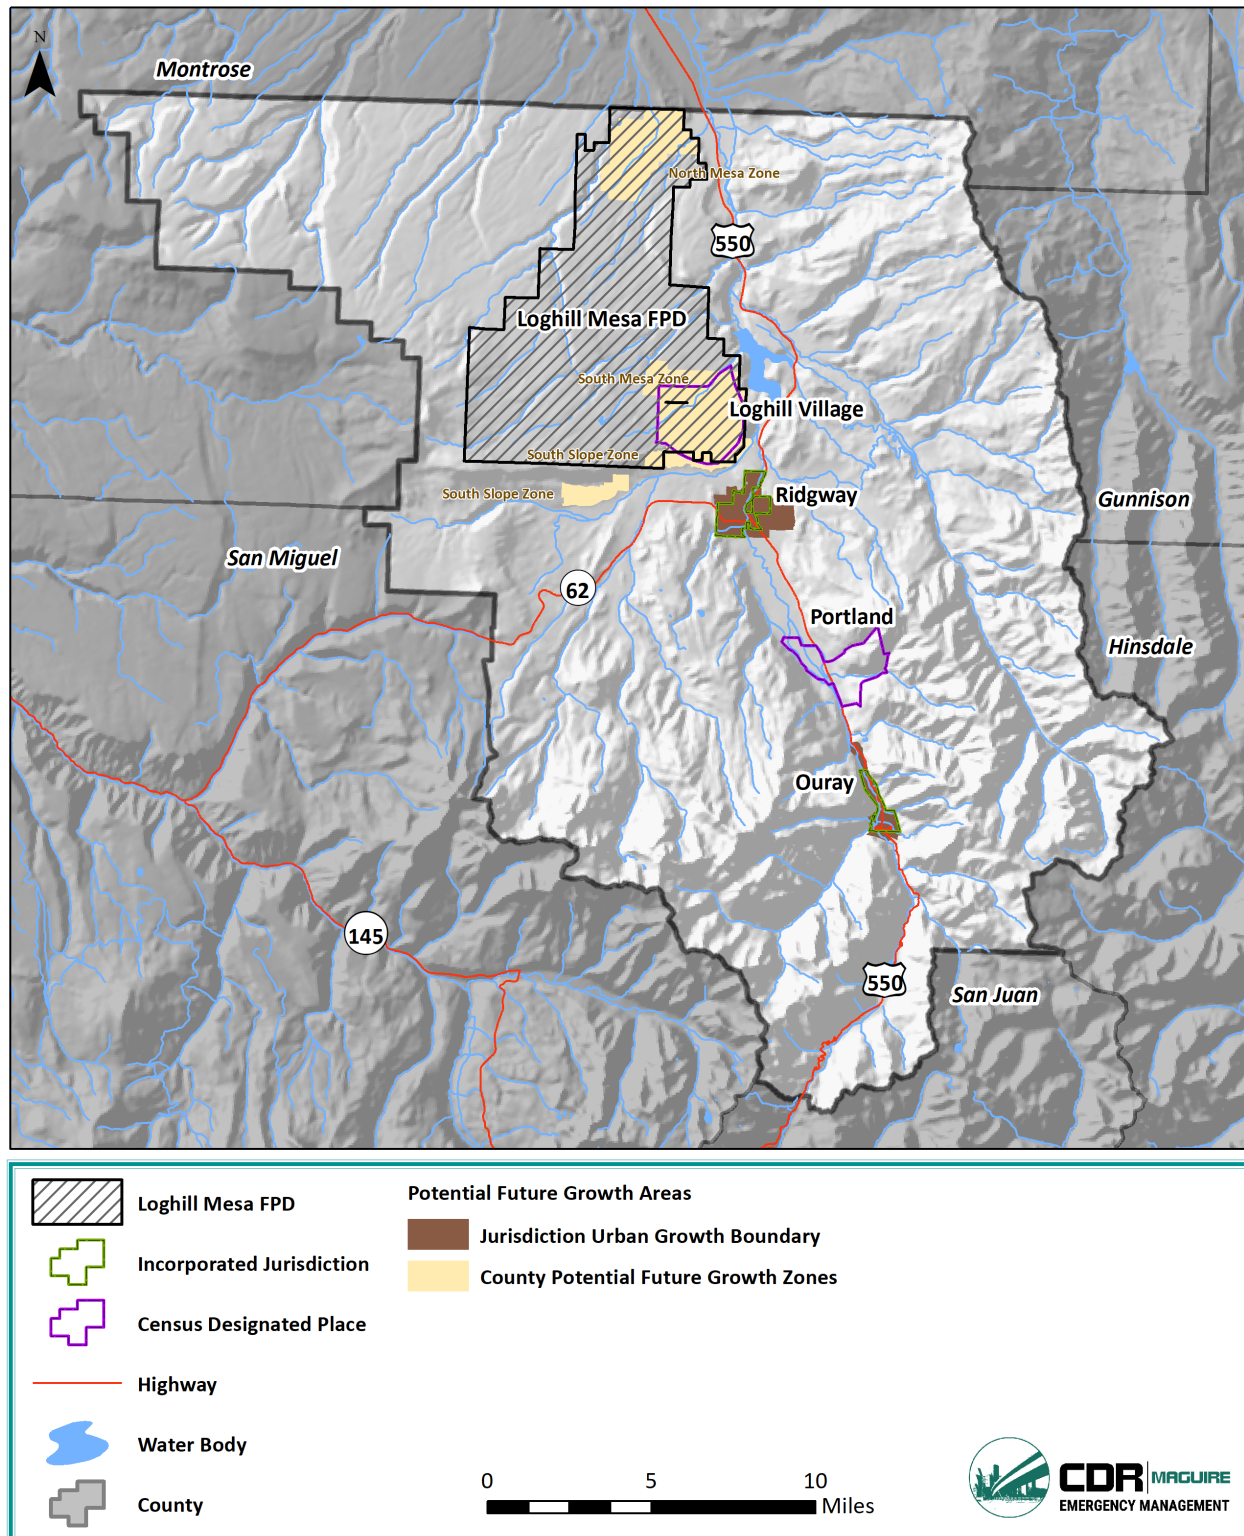 N
Montrose
North Mesa Zone
550
Loghill Mesa FPD
South Mesa Zone
Loghill Village
South Slope Zone
South Slope Zone
Ridgway
Gunnison
San Miguel
62
Portland
Hinsdale
Ouray
145
550
San Juan
Loghill Mesa FPD
Incorporated Jurisdiction
Census Designated Place
Highway
Water Body
County
Potential Future Growth Areas
Jurisdiction Urban Growth Boundary
County Potential Future Growth Zones
0 5 10
Miles
CDR MAGUIRE
EMERGENCY MANAGEMENT